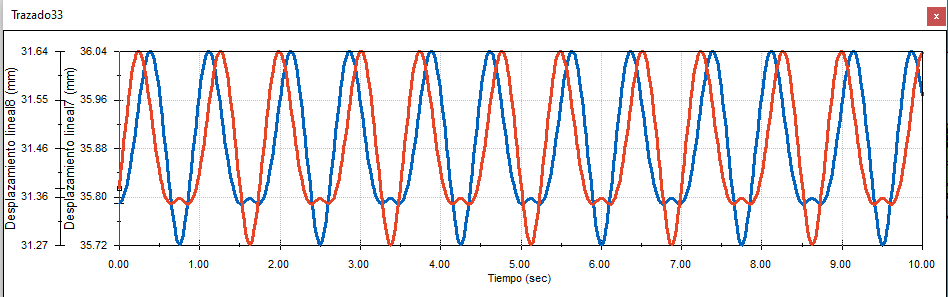 Trazado33
x
31.64 36.04
31.55 35.96
31.46 35.88
31.36 35.80
31.27 35.72
Desplazamiento lineal8 (mm)
Desplazamiento lineal7 (mm)
0.00 1.00 2.00 3.00 4.00 5.00 6.00 7.00 8.00 9.00 10.00
Tiempo (sec)